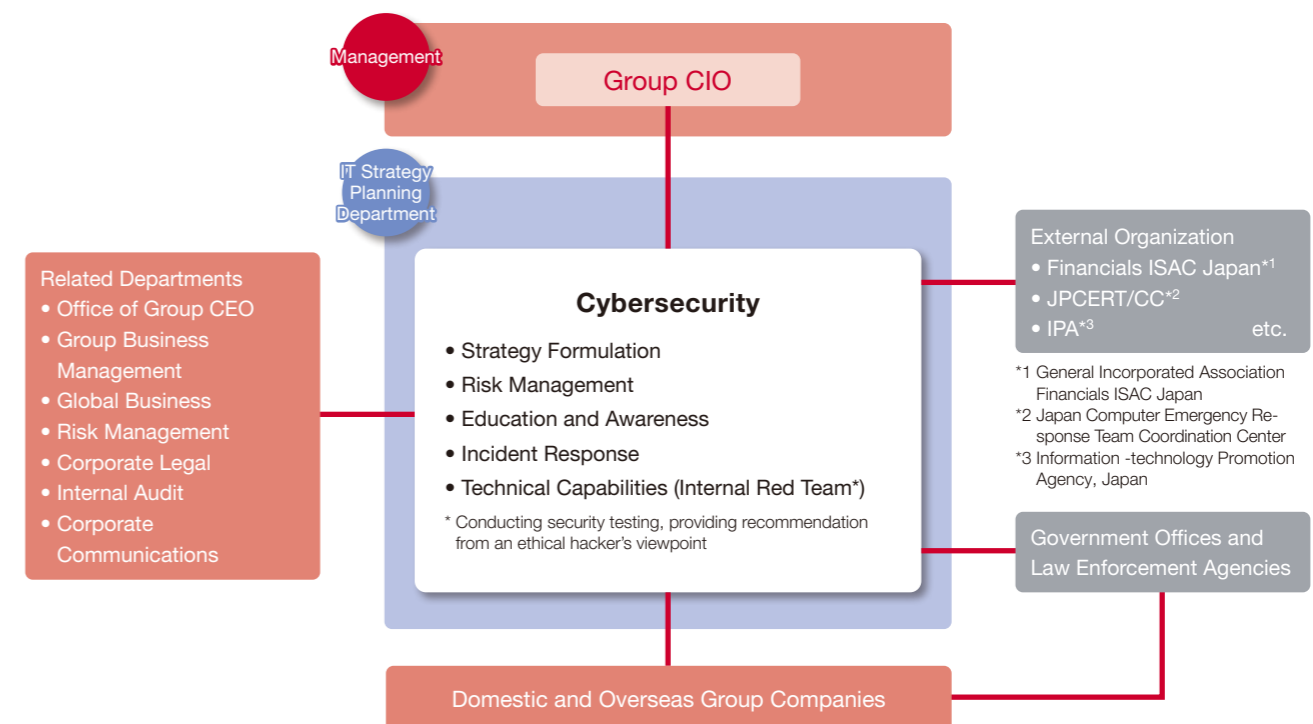 Management
Group CIO
IT Strategy
Planning
Department
Related Departments
• Office of Group CEO
• Group Business
Management
• Global Business
• Risk Management
• Corporate Legal
• Internal Audit
• Corporate
Communications
Cybersecurity
• Strategy Formulation
• Risk Management
• Education and Awareness
• Incident Response
• Technical Capabilities (Internal Red Team*)
* Conducting security testing, providing recommendation
from an ethical hacker's viewpoint
External Organization
• Financials ISAC Japan*1
• JPCERT/CC*2
• IPA*3 etc.
*1 General Incorporated Association
Financials ISAC Japan
*2 Japan Computer Emergency Re-
sponse Team Coordination Center
*3 Information -technology Promotion
Agency, Japan
Government Offices and
Law Enforcement Agencies
Domestic and Overseas Group Companies